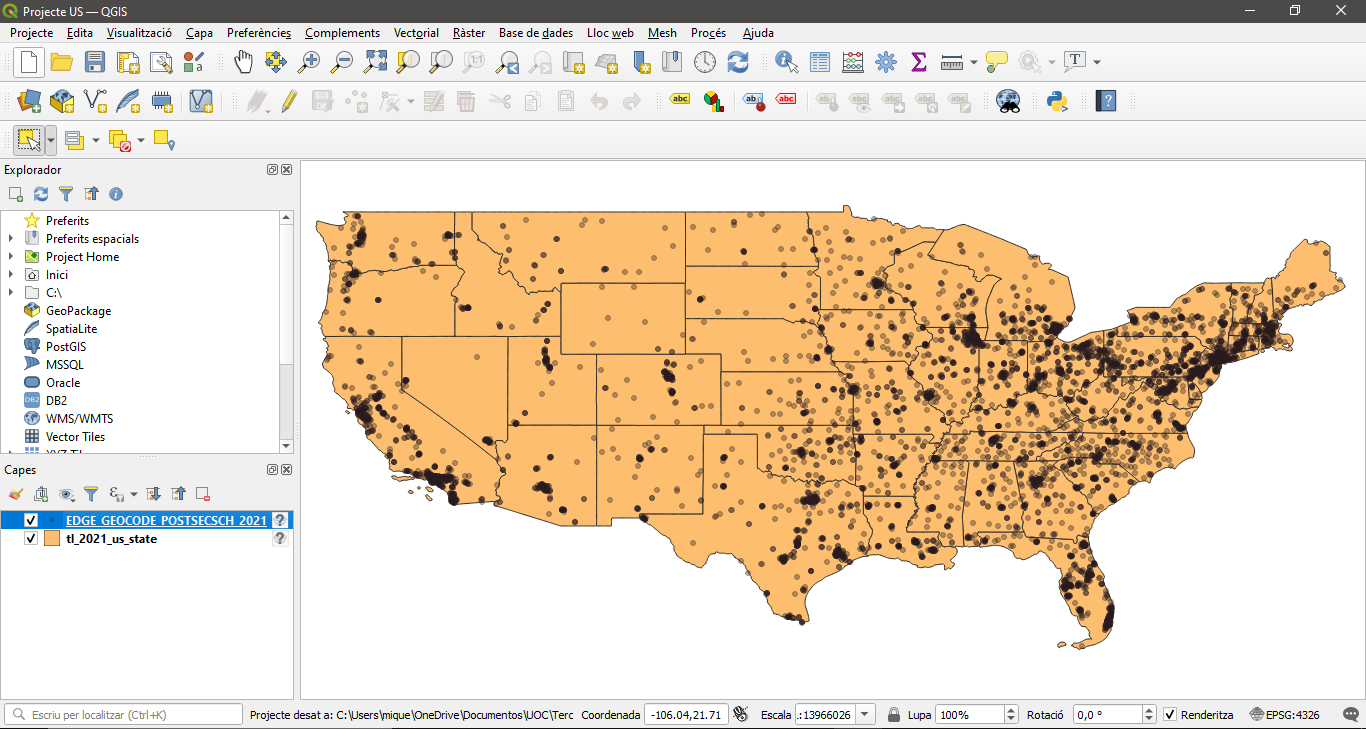 Projecte US — QGIS
Projecte Edita Visualització Capa Preferències Complements Vectorial Ràster Base de dades Lloc web Mesh Procés Ajuda
abc abc abc
Explorador
Preferits
Preferits espacials
Project Home
Inici
C:\
GeoPackage
SpatiaLite
PostGIS
MSSQL
Oracle
DB2
WMS/WMTS
Vector Tiles
Capes
EDGE_GEOCODE_POSTSECSCH_2021
tl_2021_us_state
Escriu per localitzar (Ctrl+K) Projecte desat a: C:\Users\mique\OneDrive\Documentos\UOC\Terc Coordenada -106.04,21.71 Escala .:13966026 Lupa 100% Rotació 0,0 ° Renderitza EPSG:4326